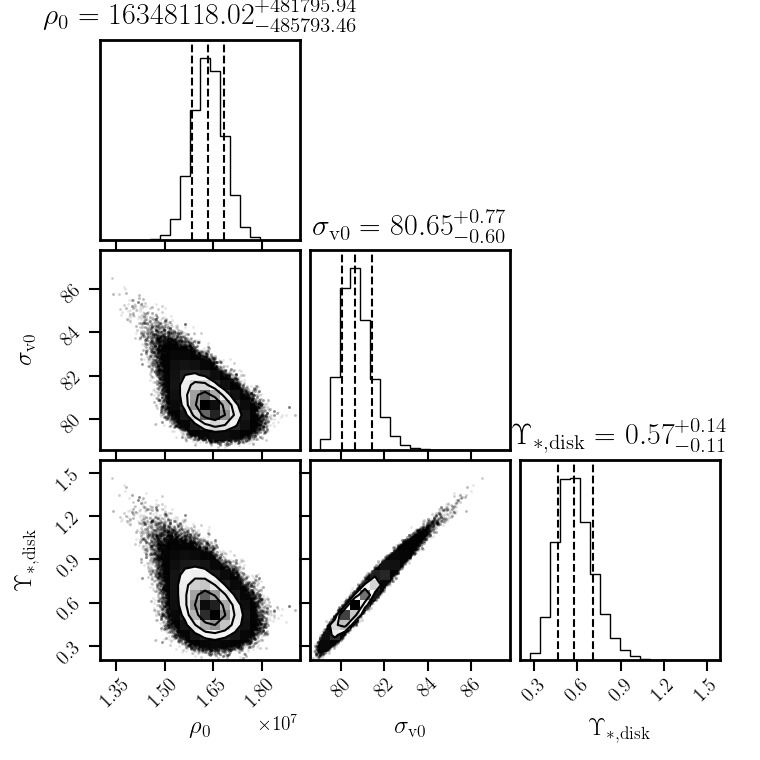 ρ₀ = 16348118.02⁺⁴⁸¹⁷⁹⁵·⁹⁴₋₄₈₅₇₉₃.₄₆
σᵥ₀ = 80.65⁺⁰·⁷⁷₋₀.₆₀
86
84
82
80
σᵥ₀
Υ∗,disk = 0.57⁺⁰·¹⁴₋₀.₁₁
1.5
1.2
0.9
0.6
0.3
Υ∗,disk
1.35 1.50 1.65 1.80
80 82 84 86
0.3 0.6 0.9 1.2 1.5
×10⁷
ρ₀
σᵥ₀
Υ∗,disk